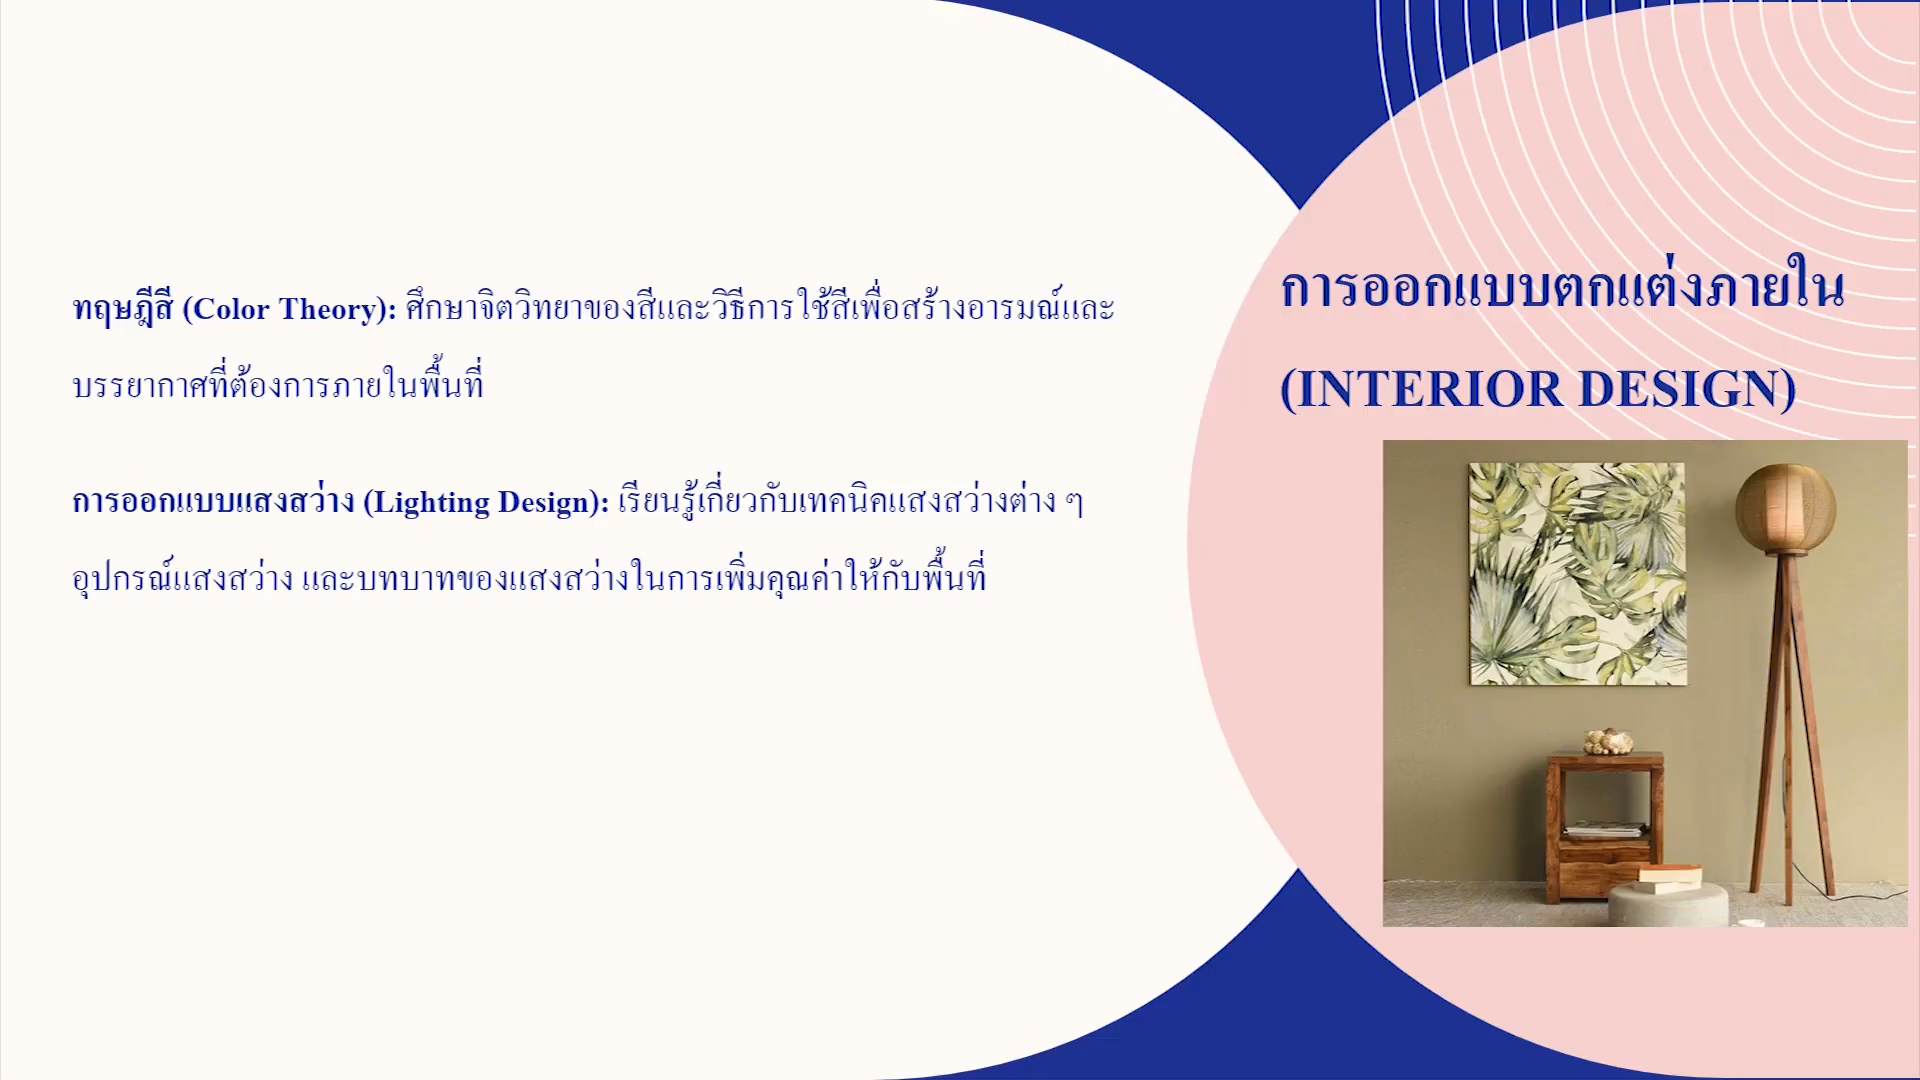 ทฤษฎีสี (Color Theory): ศึกษาจิตวิทยาของสีและวิธีการใช้สีเพื่อสร้างอารมณ์และ
บรรยากาศที่ต้องการภายในพื้นที่
การออกแบบแสงสว่าง (Lighting Design): เรียนรู้เกี่ยวกับเทคนิคแสงสว่างต่าง ๆ
อุปกรณ์แสงสว่าง และบทบาทของแสงสว่างในการเพิ่มคุณค่าให้กับพื้นที่
การออกแบบตกแต่งภายใน
(INTERIOR DESIGN)